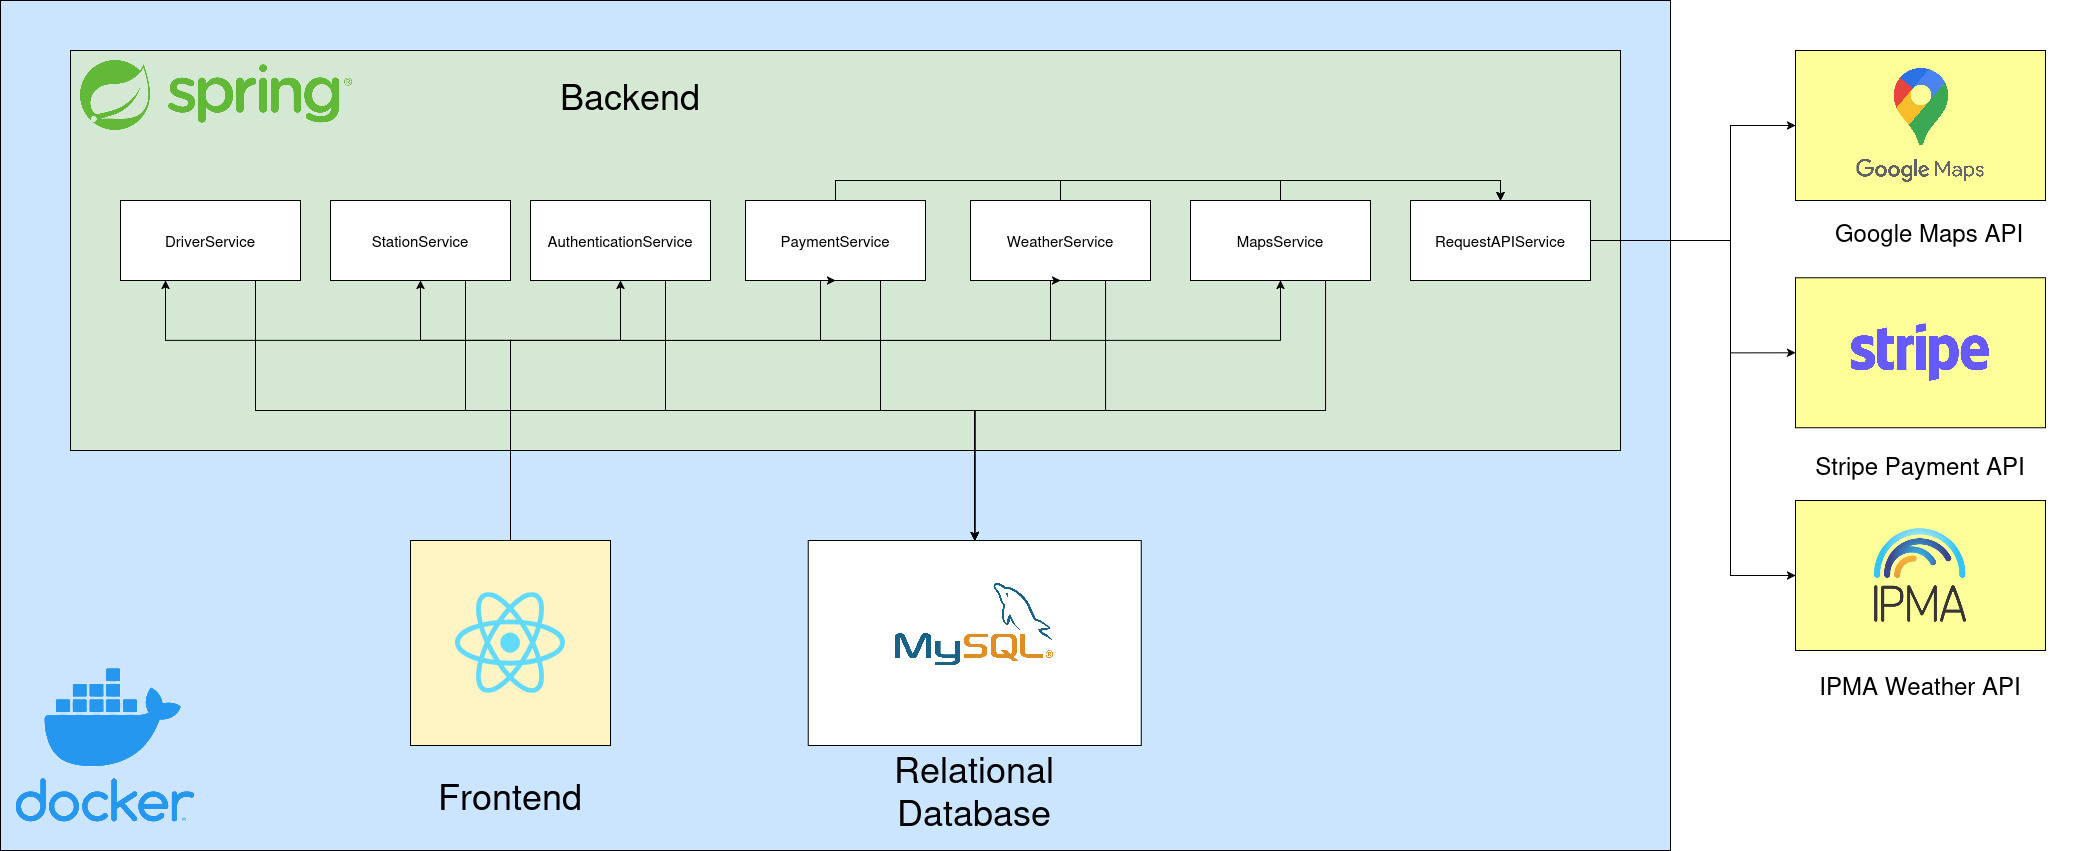 spring®
Backend
DriverService
StationService
AuthenticationService
PaymentService
WeatherService
MapsService
RequestAPIService
Google Maps
Google Maps API
stripe
Stripe Payment API
IPMA
IPMA Weather API
MySQL®
Relational
Database
Frontend
docker